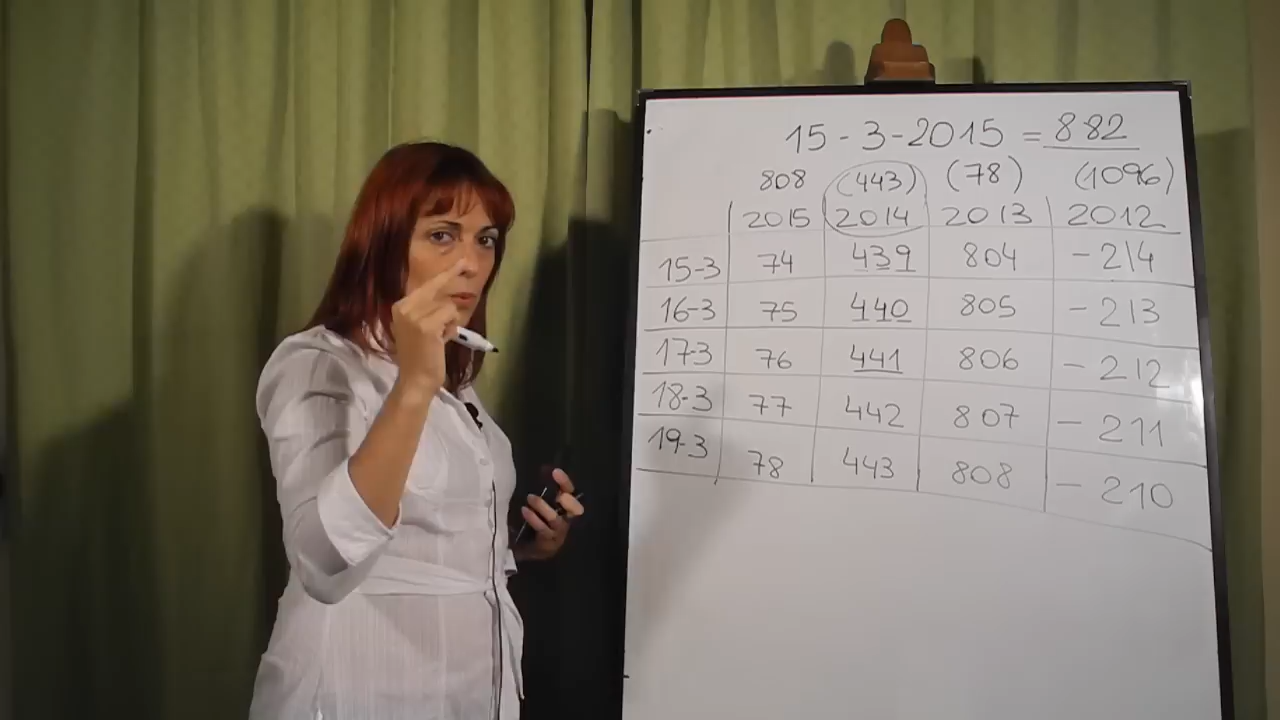 15-3-2015 = 882
808 (443) (78) (1096)
2015 2014 2013 2012
15-3 74 439 804 -214
16-3 75 440 805 -213
17-3 76 441 806 -212
18-3 77 442 807 -211
19-3 78 443 808 -210